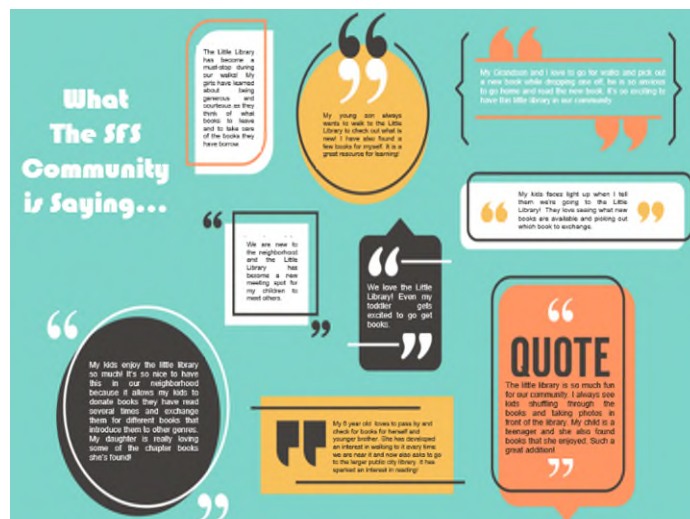 What
The SFS
Community
is Saying...
The Little Library
has become a
must-stop during
our walks! My
girls have learned
about being
generous and
courteous as they
think of what
books to leave
and to take care
of the books they
have borrow
My young son always
wants to walk to the Little
Library to check out what is
new! I have also found a
few books for myself. It is a
great resource for learning!
My Grandson and I love to go for walks and pick out
a new book while dropping one off, he is so anxious
to go home and read the new book. It's so exciting to
have this little library in our community
My kids faces light up when I tell
them we're going to the Little
Library! They love seeing what new
books are available and picking out
which book to exchange.
We are new to
the neighborhood
and the Little
Library has
become a new
meeting spot for
my children to
meet others.
We love the Little
Library! Even my
toddler gets
excited to go get
books.
My kids enjoy the little library
so much! It's so nice to have
this in our neighborhood
because it allows my kids to
donate books they have read
several times and exchange
them for different books that
introduce them to other genres.
My daughter is really loving
some of the chapter books
she's found!
My 6 year old loves to pass by and
check for books for herself and
younger brother. She has developed
an interest in walking to it every time
we are near it and now also asks to go
to the larger public city library. It has
sparked an interest in reading!
QUOTE
The little library is so much fun
for our community. I always see
kids shuffling through the
books and taking photos in
front of the library. My child is a
teenager and she also found
books that she enjoyed. Such a
great addition!